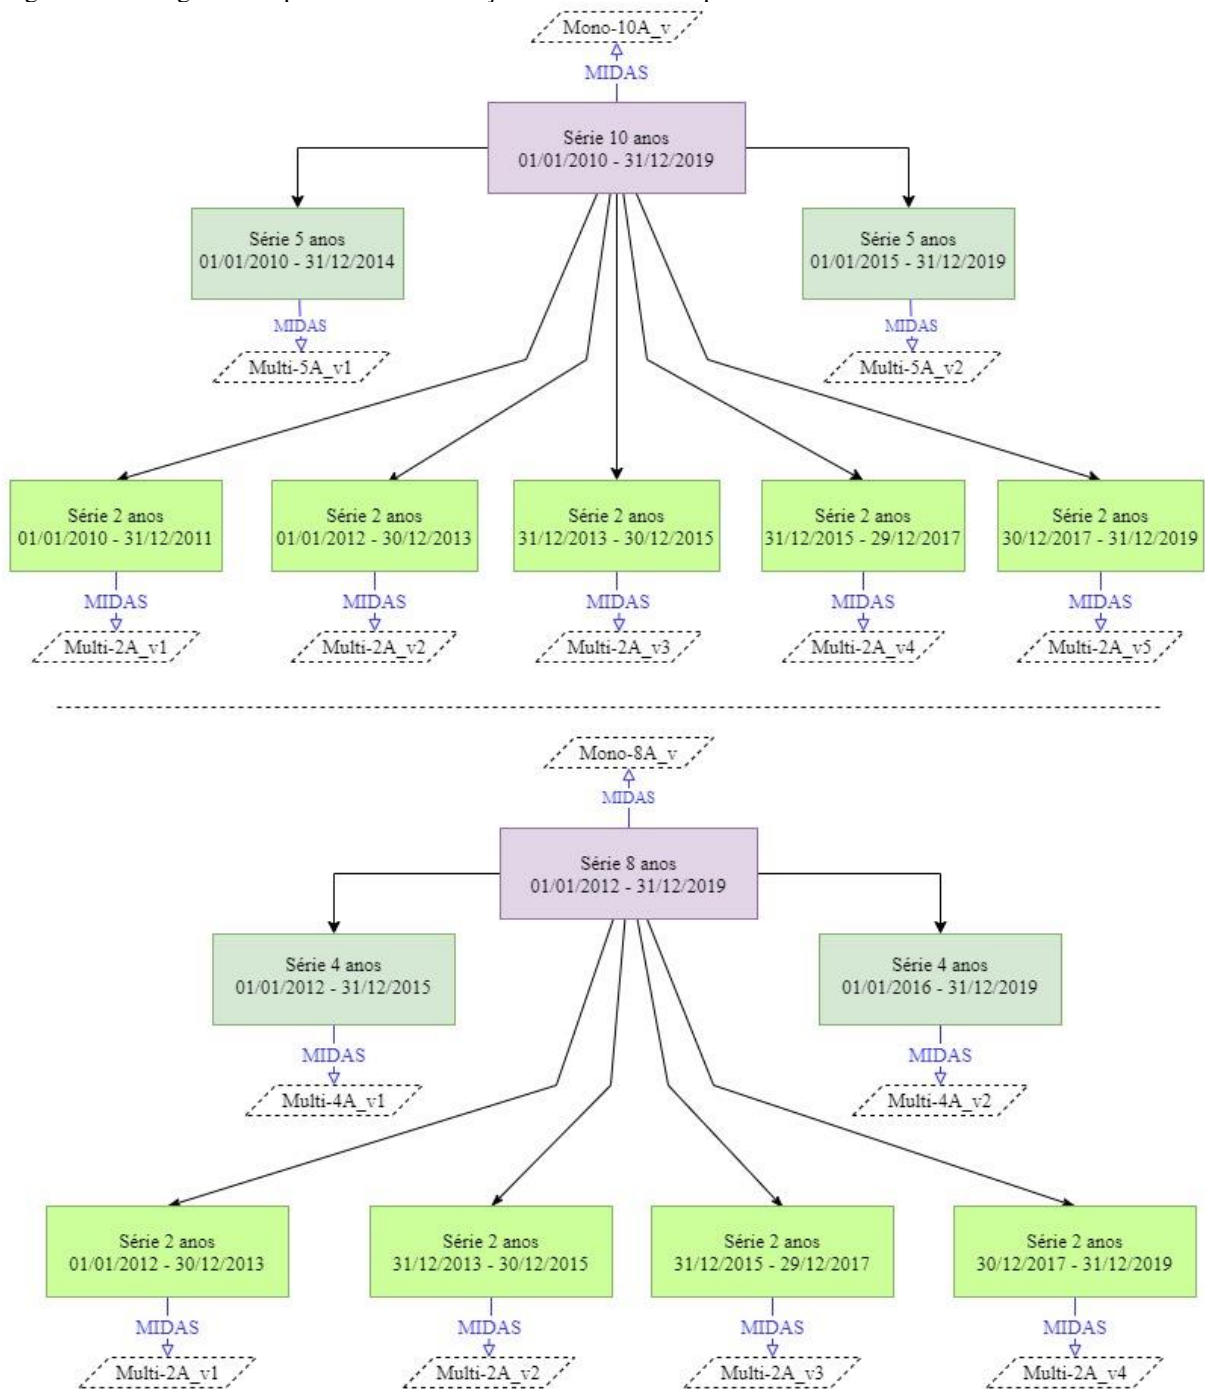 Mono-10A_v
MIDAS
Série 10 anos
01/01/2010 - 31/12/2019
Série 5 anos
01/01/2010 - 31/12/2014
MIDAS
Multi-5A_v1
Série 5 anos
01/01/2015 - 31/12/2019
MIDAS
Multi-5A_v2
Série 2 anos
01/01/2010 - 31/12/2011
MIDAS
Multi-2A_v1
Série 2 anos
01/01/2012 - 30/12/2013
MIDAS
Multi-2A_v2
Série 2 anos
31/12/2013 - 30/12/2015
MIDAS
Multi-2A_v3
Série 2 anos
31/12/2015 - 29/12/2017
MIDAS
Multi-2A_v4
Série 2 anos
30/12/2017 - 31/12/2019
MIDAS
Multi-2A_v5
Mono-8A_v
MIDAS
Série 8 anos
01/01/2012 - 31/12/2019
Série 4 anos
01/01/2012 - 31/12/2015
MIDAS
Multi-4A_v1
Série 4 anos
01/01/2016 - 31/12/2019
MIDAS
Multi-4A_v2
Série 2 anos
01/01/2012 - 30/12/2013
MIDAS
Multi-2A_v1
Série 2 anos
31/12/2013 - 30/12/2015
MIDAS
Multi-2A_v2
Série 2 anos
31/12/2015 - 29/12/2017
MIDAS
Multi-2A_v3
Série 2 anos
30/12/2017 - 31/12/2019
MIDAS
Multi-2A_v4